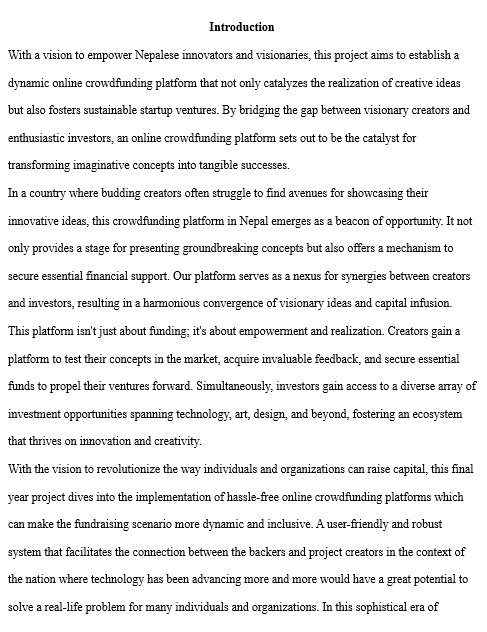 Introduction
With a vision to empower Nepalese innovators and visionaries, this project aims to establish a
dynamic online crowdfunding platform that not only catalyzes the realization of creative ideas
but also fosters sustainable startup ventures. By bridging the gap between visionary creators and
enthusiastic investors, an online crowdfunding platform sets out to be the catalyst for
transforming imaginative concepts into tangible successes.
In a country where budding creators often struggle to find avenues for showcasing their
innovative ideas, this crowdfunding platform in Nepal emerges as a beacon of opportunity. It not
only provides a stage for presenting groundbreaking concepts but also offers a mechanism to
secure essential financial support. Our platform serves as a nexus for synergies between creators
and investors, resulting in a harmonious convergence of visionary ideas and capital infusion.
This platform isn't just about funding; it's about empowerment and realization. Creators gain a
platform to test their concepts in the market, acquire invaluable feedback, and secure essential
funds to propel their ventures forward. Simultaneously, investors gain access to a diverse array of
investment opportunities spanning technology, art, design, and beyond, fostering an ecosystem
that thrives on innovation and creativity.
With the vision to revolutionize the way individuals and organizations can raise capital, this final
year project dives into the implementation of hassle-free online crowdfunding platforms which
can make the fundraising scenario more dynamic and inclusive. A user-friendly and robust
system that facilitates the connection between the backers and project creators in the context of
the nation where technology has been advancing more and more would have a great potential to
solve a real-life problem for many individuals and organizations. In this sophistical era of